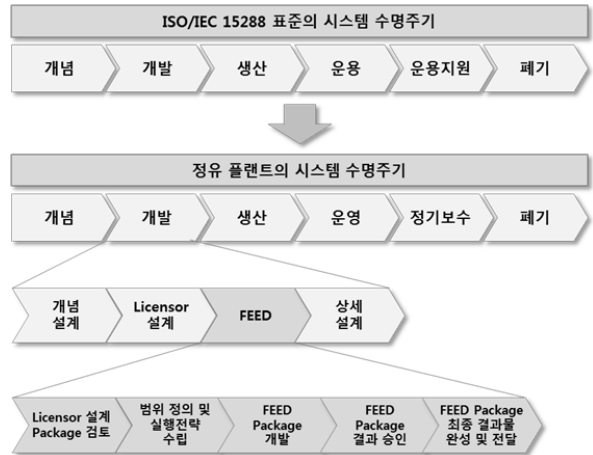 ISO/IEC 15288 표준의 시스템 수명주기
개념 개발 생산 운용 운용지원 폐기
정유 플랜트의 시스템 수명주기
개념 개발 생산 운영 정기보수 폐기
개념
설계
Licensor
설계
FEED
상세
설계
Licensor 설계
Package 검토
범위 정의 및
실행전략
수립
FEED
Package
개발
FEED
Package
결과 승인
FEED Package
최종 결과물
완성 및 전달